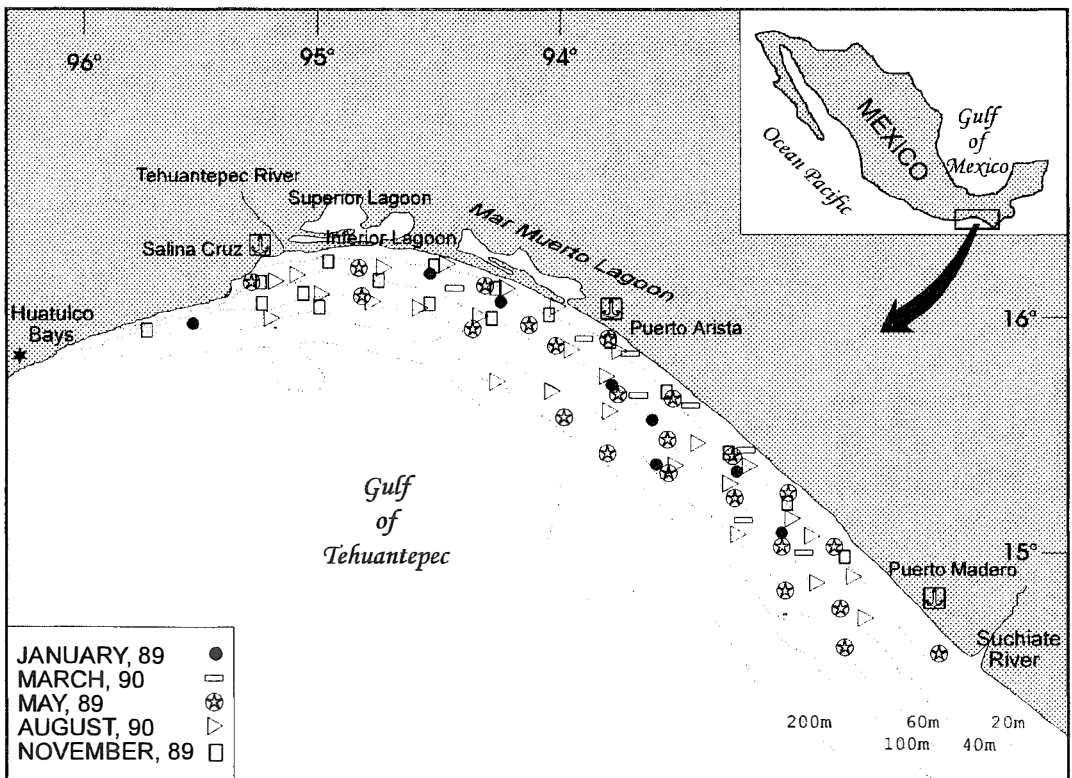 96°
95°
94°
MEXICO
Gulf
of
Mexico
Ocean Pacific
Tehuantepec River
Superior Lagoon
Salina Cruz
Inferior Lagoon
Mar Muerto Lagoon
Huatulco
Bays
Puerto Arista
16°
Gulf
of
Tehuantepec
15°
Puerto Madero
Suchiate
River
JANUARY, 89
MARCH, 90
MAY, 89
AUGUST, 90
NOVEMBER, 89
200m 60m 20m
100m 40m